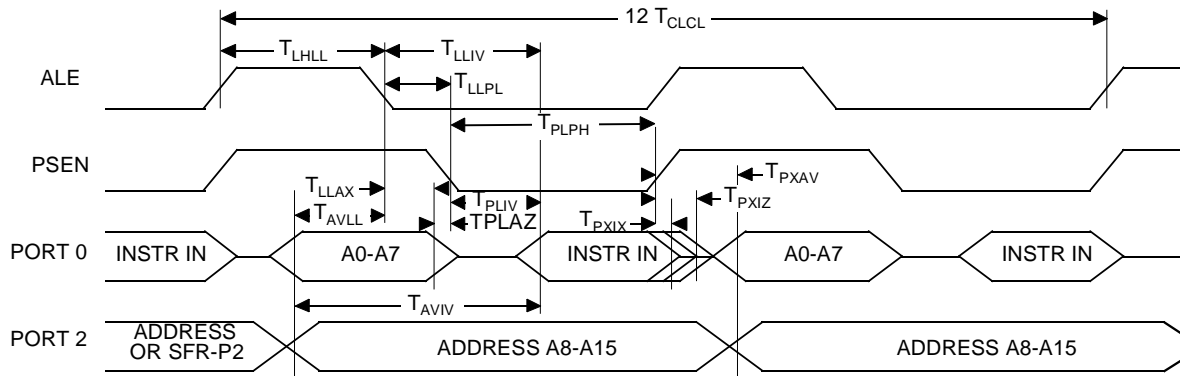 12 TCLCL
TLHLL TLLIV
ALE
TLLPL
TPLPH
PSEN
TLLAX TPLIV TPXAV
TAVLL TPLAZ TPXIX TPXIZ
PORT 0 INSTR IN A0-A7 INSTR IN A0-A7 INSTR IN
TAVIV
PORT 2 ADDRESS OR SFR-P2 ADDRESS A8-A15 ADDRESS A8-A15